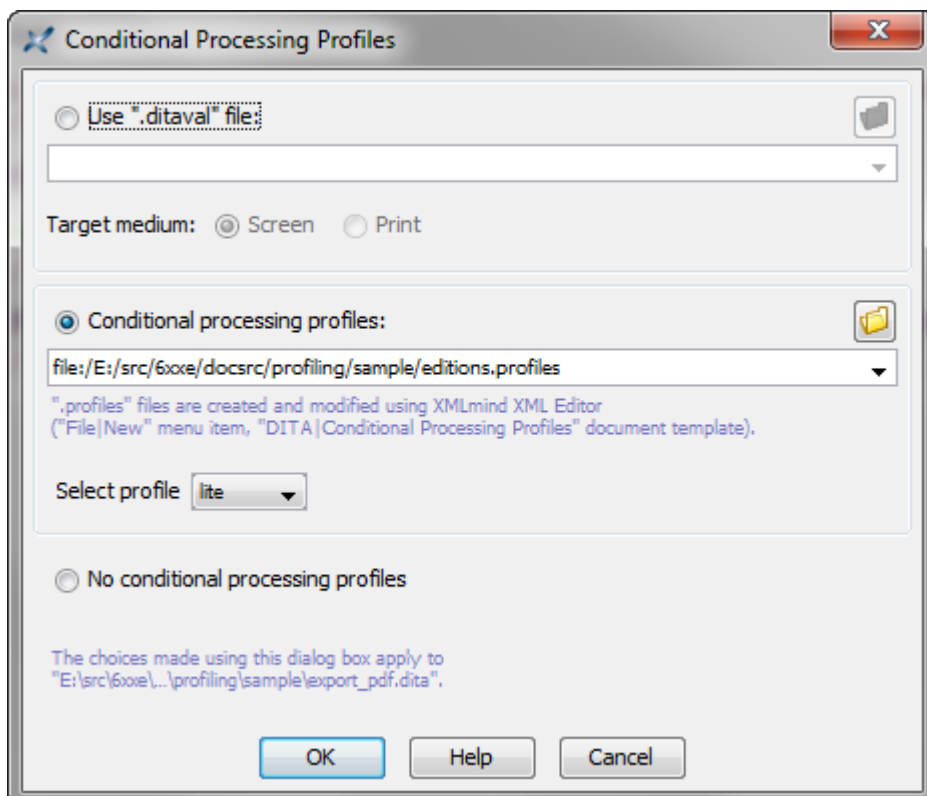 Conditional Processing Profiles
Use ".ditaval" file:
Target medium: Screen Print
Conditional processing profiles:
file:/E:/src/6xxe/docsrc/profiling/sample/editions.profiles
".profiles" files are created and modified using XMLmind XML Editor
("File|New" menu item, "DITA|Conditional Processing Profiles" document template).
Select profile lite
No conditional processing profiles
The choices made using this dialog box apply to
"E:\src\6xxe\...\profiling\sample\export_pdf.dita".
OK Help Cancel